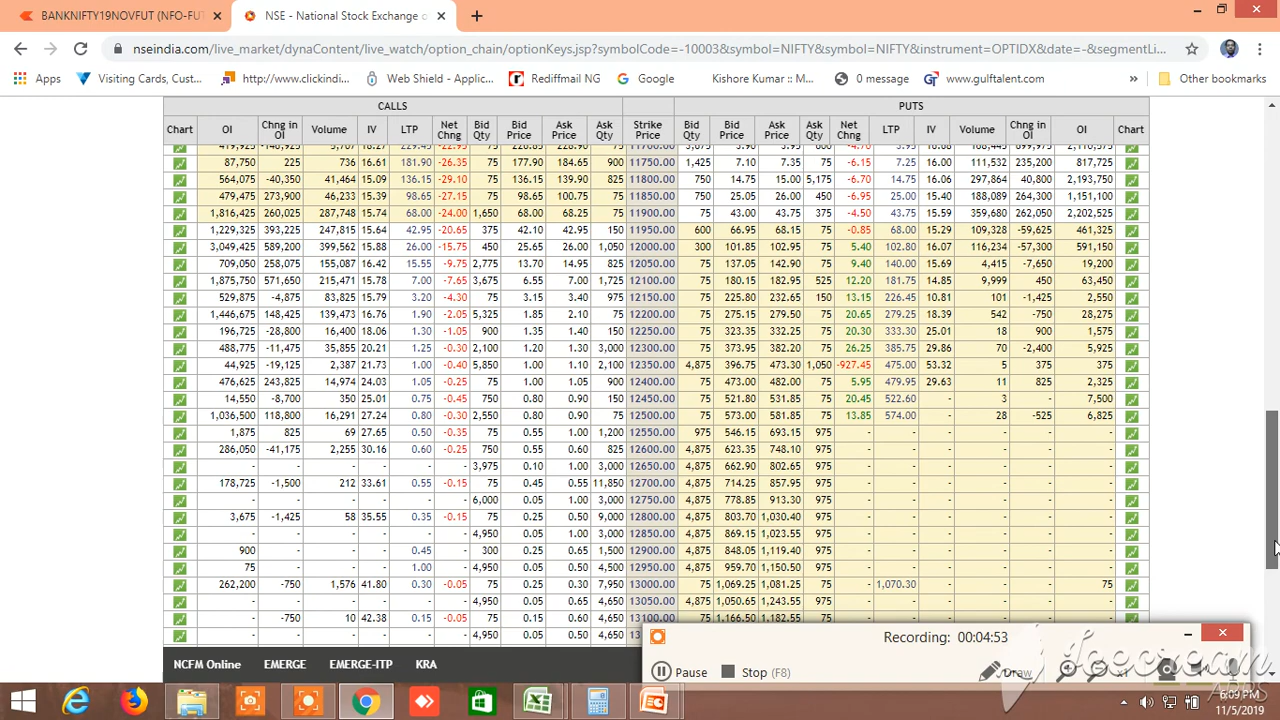 BANKNIFTY19NOVFUT (NFO-FUT
NSE - National Stock Exchange o
nseindia.com/live_market/dynaContent/live_watch/option_chain/optionKeys.jsp?symbolCode=-10003&symbol=NIFTY&symbol=NIFTY&instrument=OPTIDX&date=-&segmentLi...
Apps Visiting Cards, Cust... http://www.clickindi... Web Shield - Applic... Rediffmail NG Google Kishore Kumar :: M... 0 message www.gulftalent.com » Other bookmarks
CALLS PUTS
Chart OI Chng in OI Volume IV LTP Net Chng Bid Qty Bid Price Ask Price Ask Qty Strike Price Bid Qty Bid Price Ask Price Ask Qty Net Chng LTP IV Volume Chng in OI OI Chart
87,750 225 736 16.61 181.90 -26.35 75 177.90 184.65 900 11750.00 1,425 7.10 7.35 75 -6.15 7.25 16.00 111,532 235,200 817,725
564,075 -40,350 41,464 15.09 136.15 -29.10 75 136.15 139.90 825 11800.00 750 14.75 15.00 5,175 -6.70 14.75 16.06 297,864 40,800 2,193,750
479,475 273,900 46,233 15.39 98.65 -27.15 75 98.65 100.75 75 11850.00 750 25.05 26.00 450 -6.95 25.00 15.40 188,089 264,300 1,151,100
1,816,425 260,025 287,748 15.74 68.00 -24.00 1,650 68.00 68.25 75 11900.00 75 43.00 43.75 375 -4.50 43.75 15.59 359,680 262,050 2,202,525
1,229,325 393,225 247,815 15.64 42.95 -20.65 375 42.10 42.95 150 11950.00 600 66.95 68.15 75 -0.85 68.00 15.29 109,328 -59,625 461,325
3,049,425 589,200 399,562 15.88 26.00 -15.75 450 25.65 26.00 1,050 12000.00 300 101.85 102.95 75 5.40 102.80 16.07 116,234 -57,300 591,150
709,050 258,075 155,087 16.42 15.55 -9.75 2,775 13.70 14.95 825 12050.00 75 137.05 142.90 75 9.40 140.00 15.69 4,415 -7,650 19,200
1,875,750 571,650 215,471 15.78 7.00 -7.65 3,675 6.55 7.00 1,725 12100.00 75 180.15 182.95 525 12.20 181.75 14.85 9,999 450 63,450
529,875 -4,875 83,825 15.79 3.20 -4.30 75 3.15 3.40 975 12150.00 75 225.80 232.65 150 13.15 226.45 10.81 101 -1,425 2,550
1,446,675 148,425 139,473 16.76 1.90 -2.05 5,325 1.85 2.10 75 12200.00 75 275.15 279.50 75 20.65 279.25 19.38 542 -750 28,275
196,725 -28,800 16,400 18.06 1.30 -1.05 900 1.35 1.40 150 12250.00 75 323.35 332.25 75 20.30 333.30 25.01 18 900 1,575
488,775 -11,475 35,855 20.21 1.25 -0.30 2,100 1.20 1.30 3,000 12300.00 75 373.95 382.20 75 26.25 385.75 29.86 70 -2,400 5,925
44,925 -19,125 2,387 21.73 1.00 -0.40 5,850 1.00 1.10 2,100 12350.00 4,875 396.75 473.30 1,050 -927.45 475.00 53.32 5 375 375
476,625 243,825 14,974 24.03 1.05 -0.25 75 1.00 1.05 900 12400.00 75 473.00 482.00 75 5.95 479.95 29.63 11 825 2,325
14,550 -8,700 350 25.01 0.75 -0.45 75 0.80 0.90 150 12450.00 75 521.80 531.85 75 20.45 522.60 - 3 - 7,500
1,036,500 118,800 16,291 27.24 0.80 -0.30 2,550 0.80 0.90 75 12500.00 75 573.00 581.85 75 13.85 574.00 - 28 -525 6,825
1,875 825 69 27.65 0.50 -0.35 75 0.55 1.00 1,200 12550.00 975 546.15 693.15 975 - - - - - -
286,050 -41,175 2,255 30.16 0.60 -0.25 750 0.55 0.60 825 12600.00 4,875 623.35 748.10 975 - - - - - -
- - - - - - 3,975 0.10 1.00 3,000 12650.00 4,875 662.90 802.65 975 - - - - - -
178,725 -1,500 212 33.61 0.55 -0.15 75 0.45 0.55 11,850 12700.00 4,875 714.25 857.95 975 - - - - - -
- - - - - - 6,000 0.05 1.00 3,000 12750.00 4,875 778.85 913.30 975 - - - - - -
3,675 -1,425 58 35.55 0.35 -0.15 75 0.25 0.50 9,000 12800.00 4,875 803.70 1,030.40 975 - - - - - -
- - - - - - 4,950 0.05 1.00 3,000 12850.00 4,875 869.15 1,023.55 975 - - - - - -
900 - - - 0.45 - 300 0.25 0.65 1,500 12900.00 4,875 848.05 1,119.40 975 - - - - - -
75 - - - 1.00 - 4,950 0.05 0.50 4,650 12950.00 4,875 959.70 1,150.50 975 - - - - - -
262,200 -750 1,576 41.80 0.30 -0.05 75 0.25 0.30 7,950 13000.00 75 1,069.25 1,081.25 75 - 1,070.30 - - - 75
- - - - - - 4,950 0.05 0.65 4,650 13050.00 4,875 1,050.65 1,243.55 975 - - - - - -
- -750 10 42.38 0.15 -0.05 75 0.15 0.60 4,650 13100.00 75 1,166.50 1,182.55 75 - - - - - -
- - - - - - 4,950 0.05 0.50 4,650
NCFM Online EMERGE EMERGE-ITP KRA
Recording: 00:04:53
Pause Stop (F8) Draw x1
Icecream
APPS
6:09 PM
11/5/2019